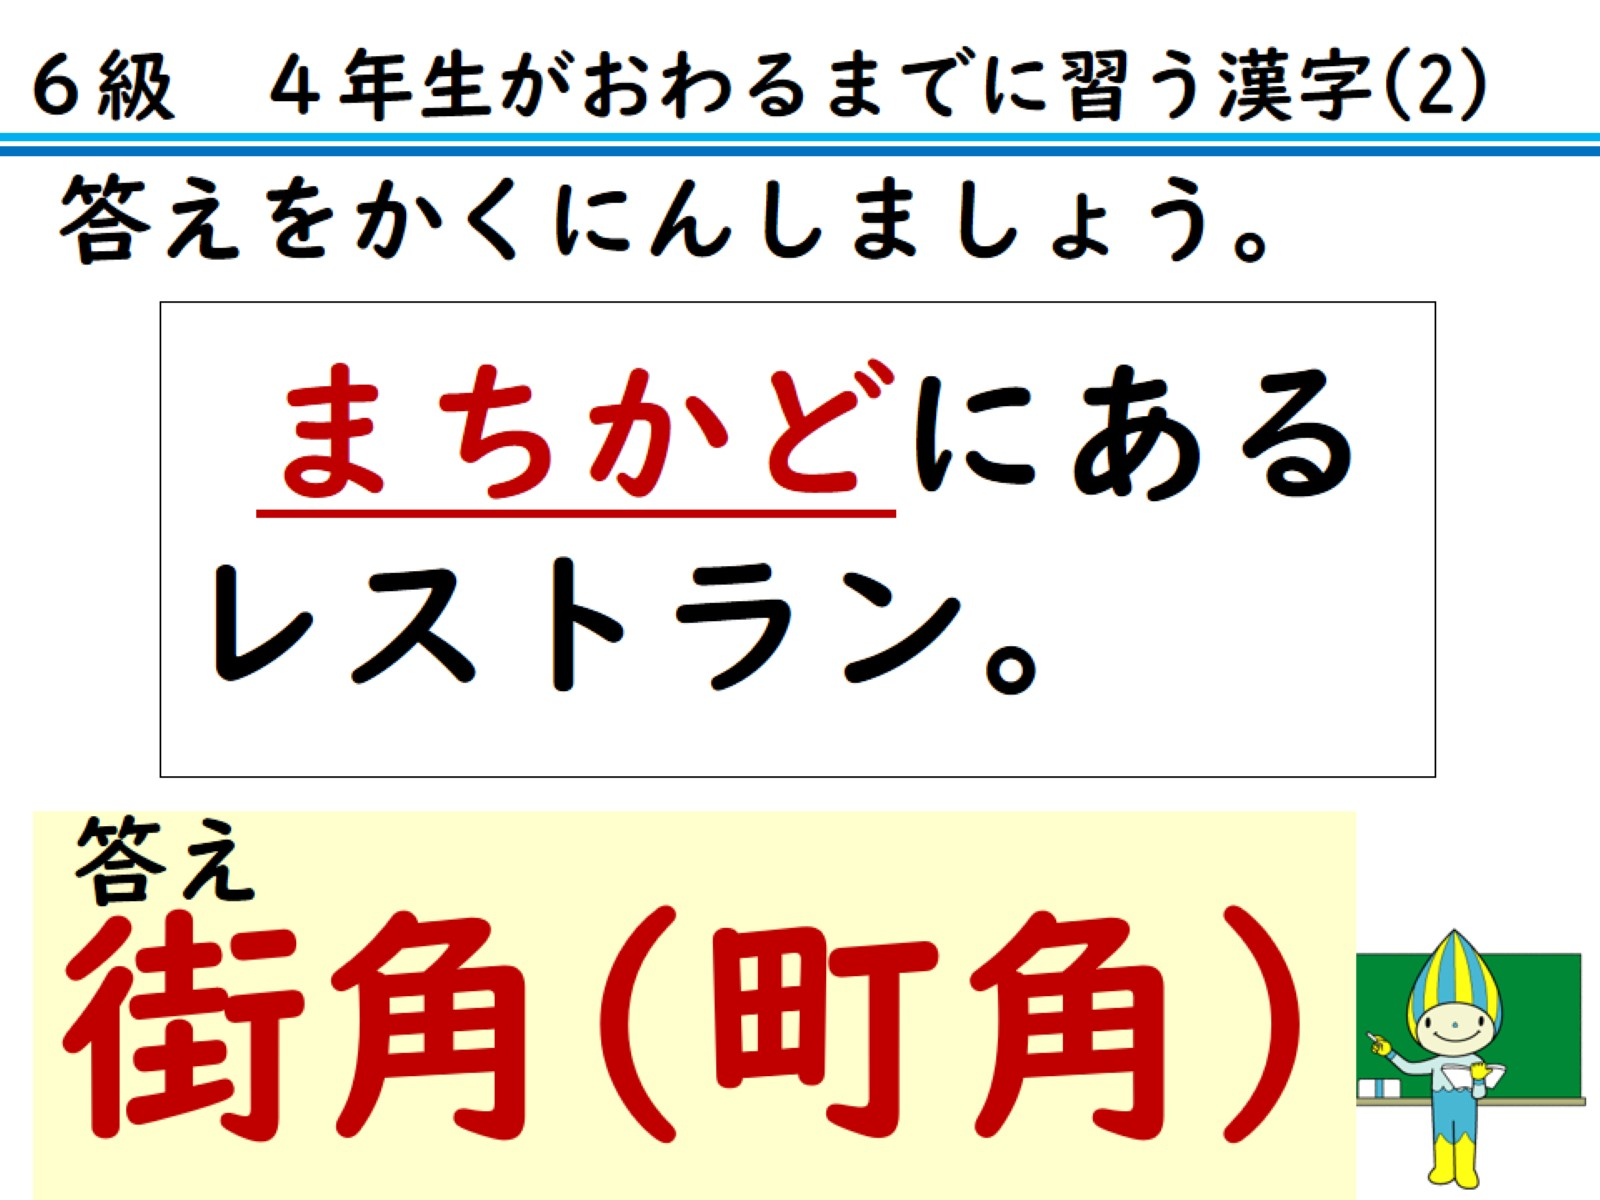 ６級　４年生がおわるまでに習う漢字(2)
答えをかくにんしましょう。
まちかどにある
レストラン。
答え
街角（町角）